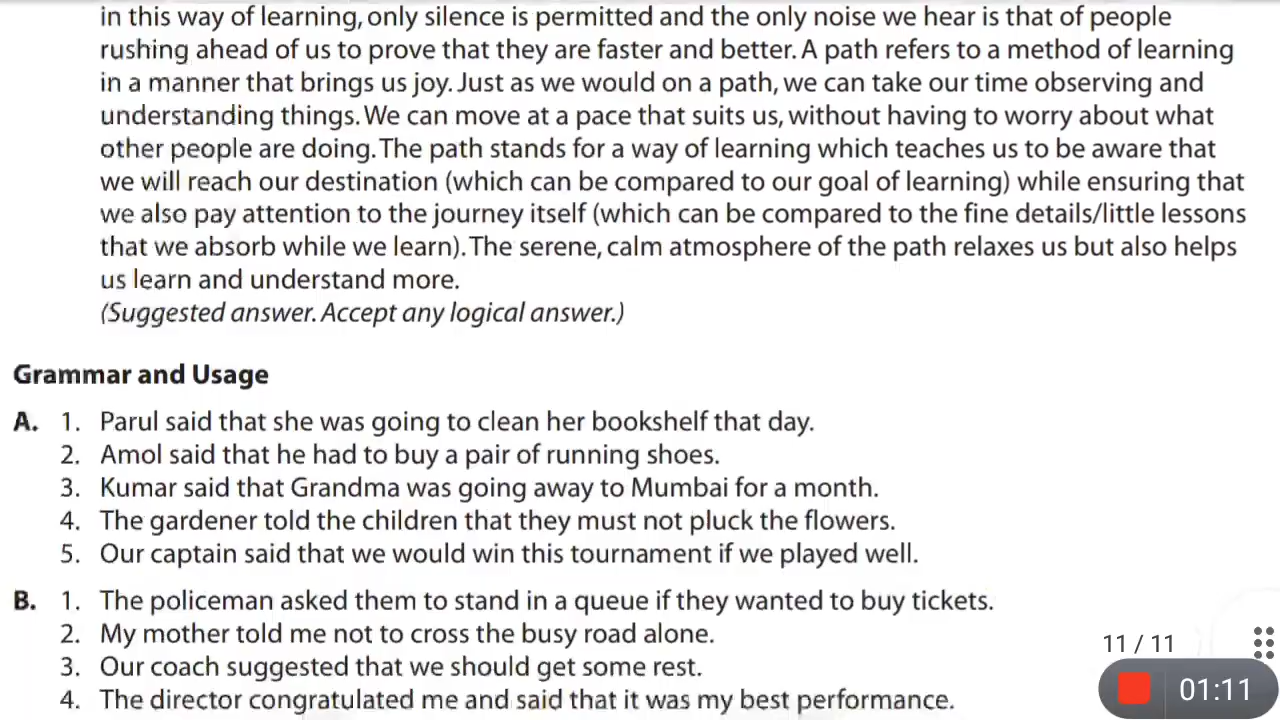 in this way of learning, only silence is permitted and the only noise we hear is that of people
rushing ahead of us to prove that they are faster and better. A path refers to a method of learning
in a manner that brings us joy. Just as we would on a path, we can take our time observing and
understanding things. We can move at a pace that suits us, without having to worry about what
other people are doing. The path stands for a way of learning which teaches us to be aware that
we will reach our destination (which can be compared to our goal of learning) while ensuring that
we also pay attention to the journey itself (which can be compared to the fine details/little lessons
that we absorb while we learn). The serene, calm atmosphere of the path relaxes us but also helps
us learn and understand more.
(Suggested answer. Accept any logical answer.)
Grammar and Usage
A. 1. Parul said that she was going to clean her bookshelf that day.
2. Amol said that he had to buy a pair of running shoes.
3. Kumar said that Grandma was going away to Mumbai for a month.
4. The gardener told the children that they must not pluck the flowers.
5. Our captain said that we would win this tournament if we played well.
B. 1. The policeman asked them to stand in a queue if they wanted to buy tickets.
2. My mother told me not to cross the busy road alone.
3. Our coach suggested that we should get some rest.
4. The director congratulated me and said that it was my best performance.
11 / 11
01:11